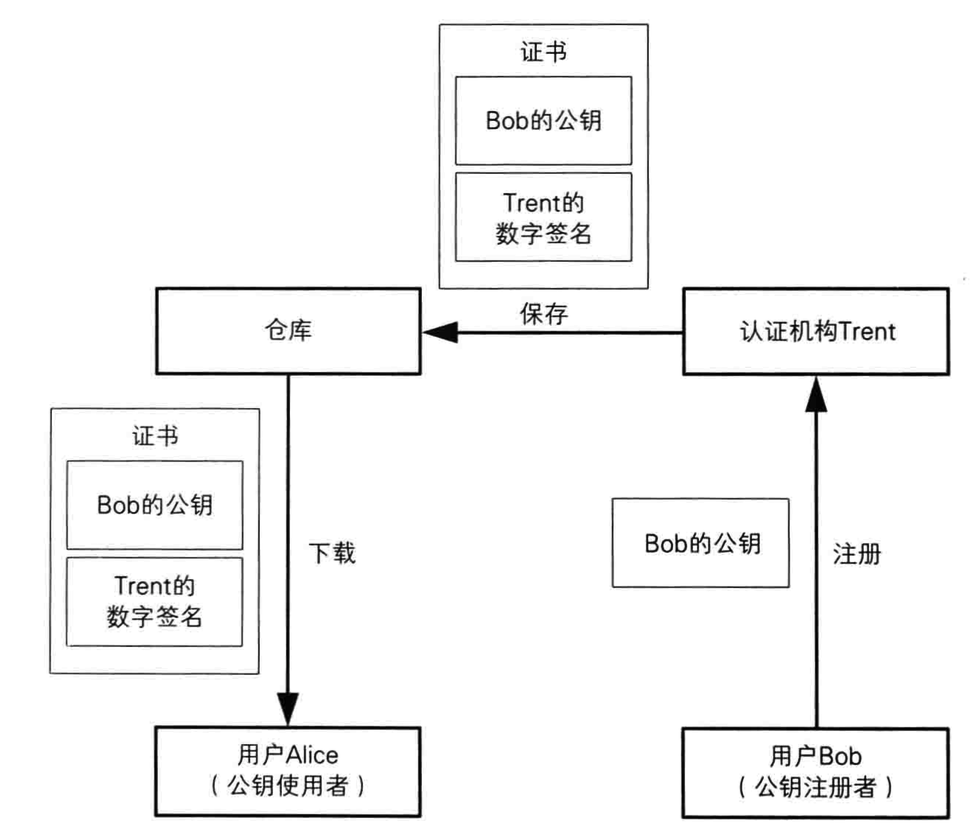 证书
Bob的公钥
Trent的
数字签名
仓库
保存
认证机构Trent
证书
Bob的公钥
Trent的
数字签名
下载
Bob的公钥
注册
用户Alice
(公钥使用者)
用户Bob
(公钥注册者)